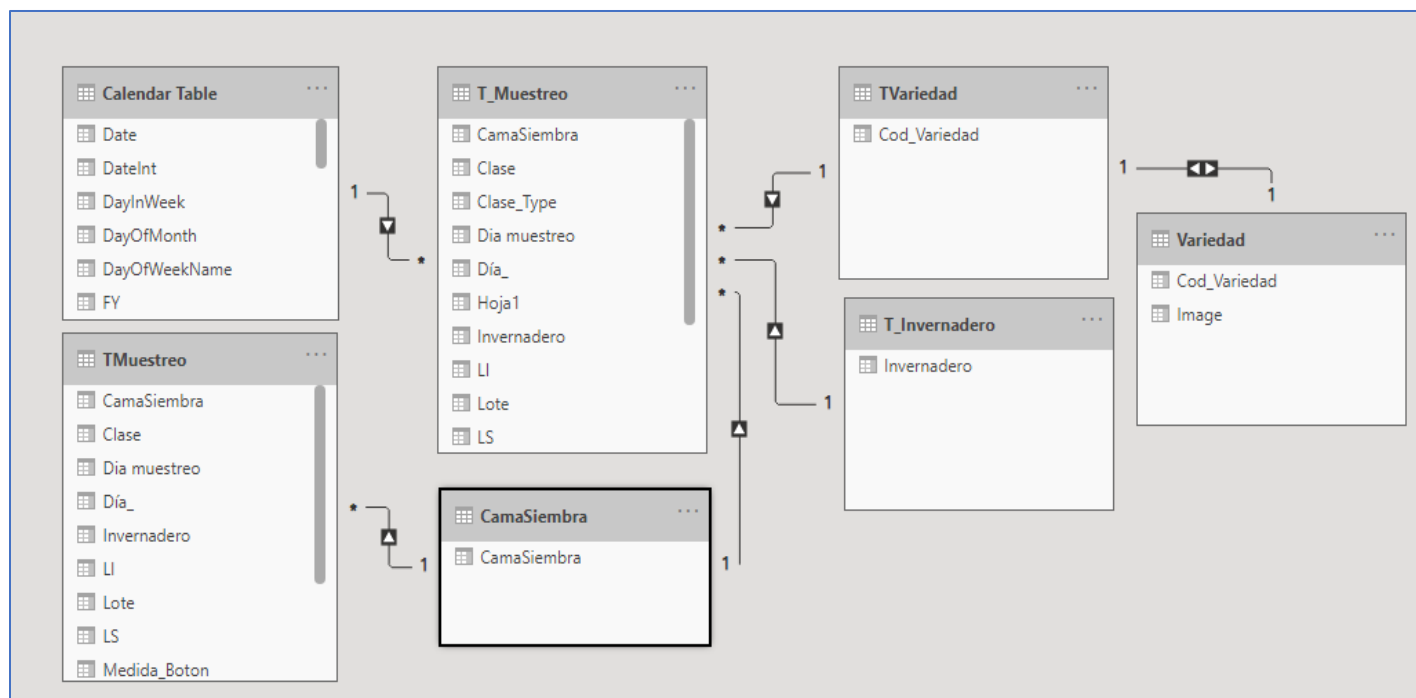 Calendar Table ...
Date
DateInt
DayInWeek
DayOfMonth
DayOfWeekName
FY
1
*
T_Muestreo ...
CamaSiembra
Clase
Clase_Type
Dia muestreo
Día_
Hoja1
Invernadero
LI
Lote
LS
*
*
*
1
1
1
TVariedad ...
Cod_Variedad
1
1
Variedad ...
Cod_Variedad
Image
T_Invernadero ...
Invernadero
TMuestreo ...
CamaSiembra
Clase
Dia muestreo
Día_
Invernadero
LI
Lote
LS
Medida_Boton
*
1
CamaSiembra ...
CamaSiembra